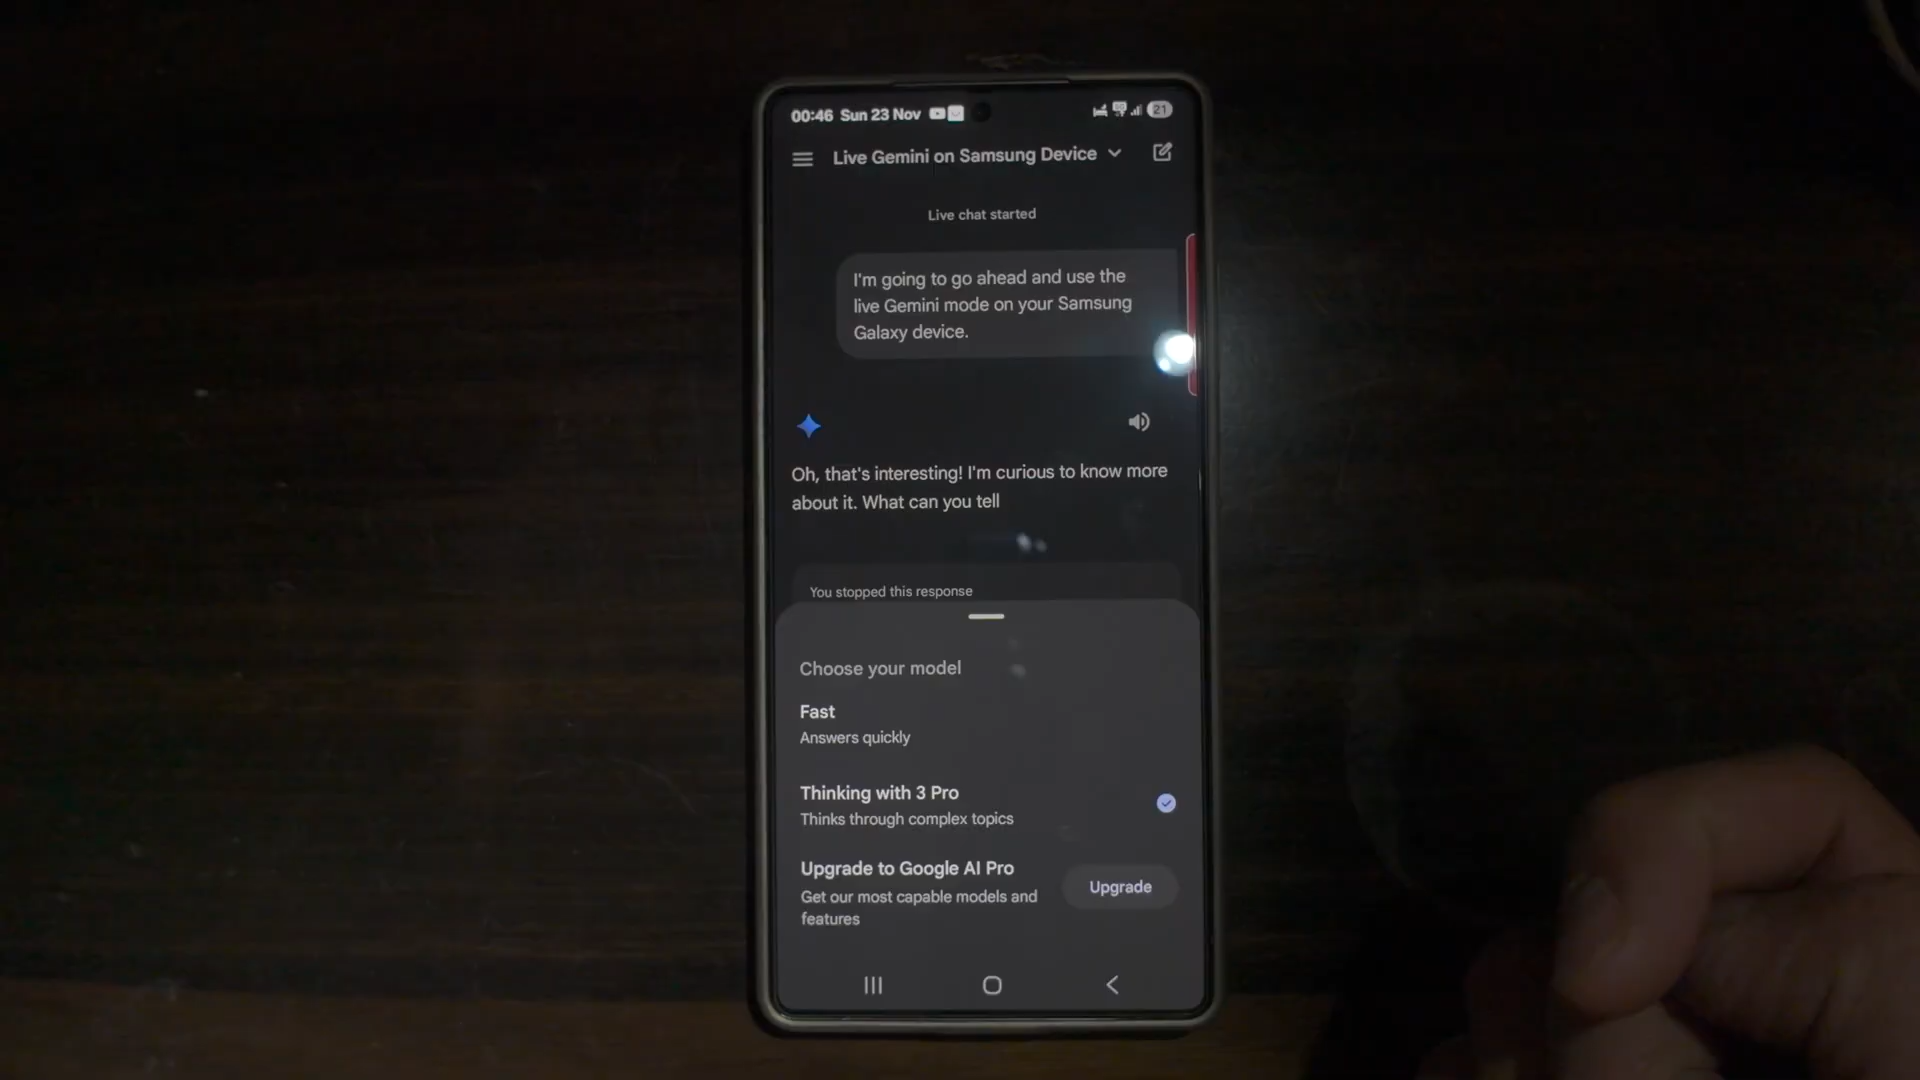 00:46 Sun 23 Nov
21
Live Gemini on Samsung Device
Live chat started
I'm going to go ahead and use the
live Gemini mode on your Samsung
Galaxy device.
Oh, that's interesting! I'm curious to know more
about it. What can you tell
You stopped this response
Choose your model
Fast
Answers quickly
Thinking with 3 Pro
Thinks through complex topics
Upgrade to Google AI Pro
Get our most capable models and
features
Upgrade